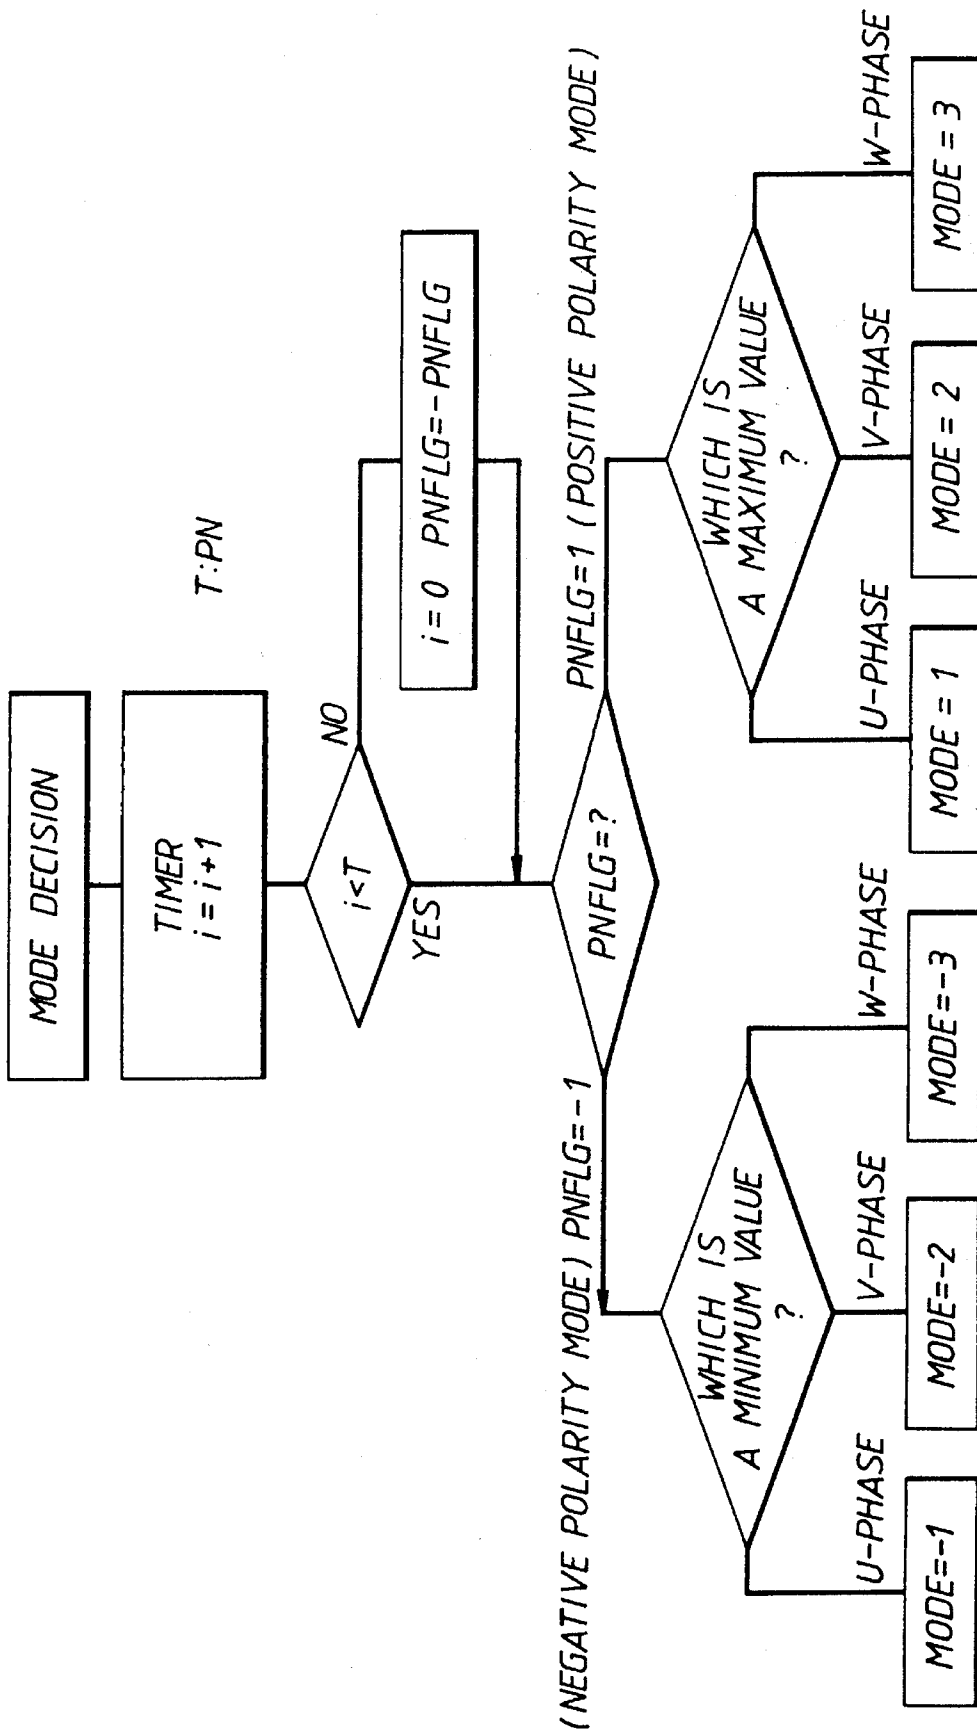 MODE DECISION
TIMER
i = i+1
T:PN
i<T
NO
YES
i = 0 PNFLG=-PNFLG
PNFLG=?
(NEGATIVE POLARITY MODE) PNFLG=-1
PNFLG=1 (POSITIVE POLARITY MODE)
WHICH IS
A MINIMUM VALUE
?
WHICH IS
A MAXIMUM VALUE
?
U-PHASE
V-PHASE
W-PHASE
U-PHASE
V-PHASE
W-PHASE
MODE=-1
MODE=-2
MODE=-3
MODE = 1
MODE = 2
MODE = 3